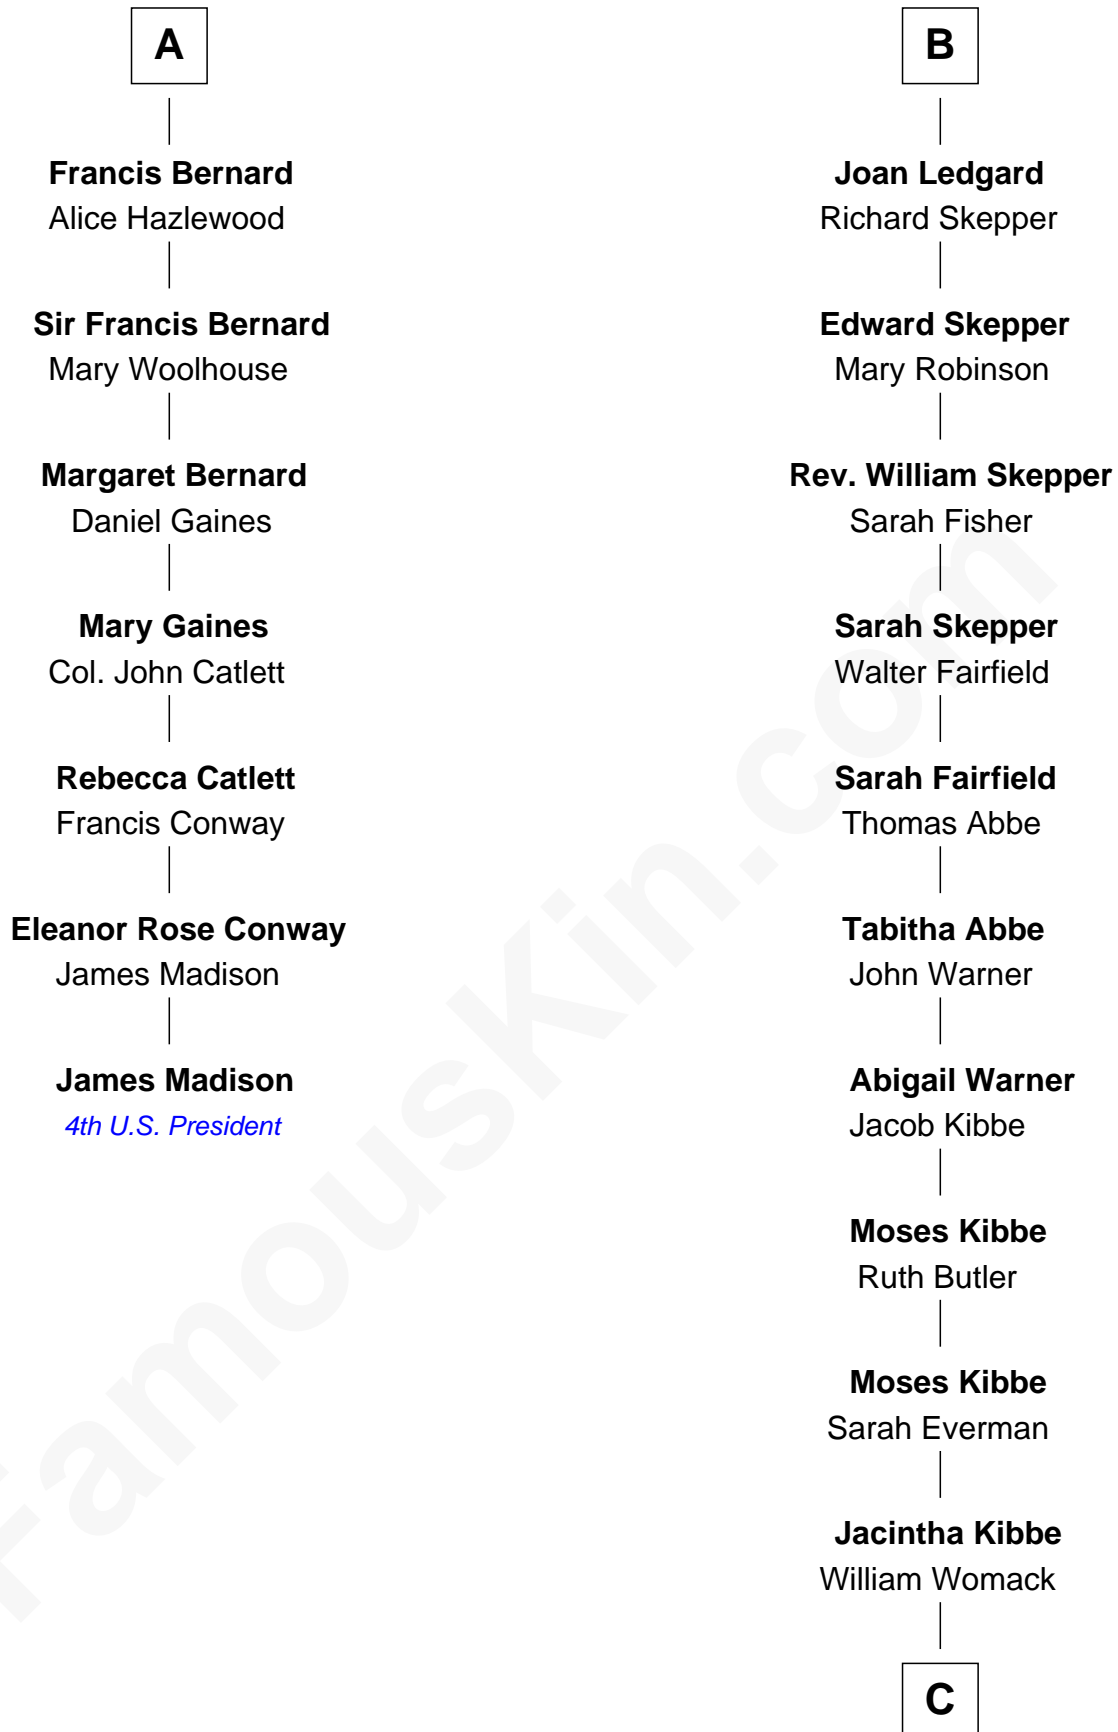 A
Francis Bernard
Alice Hazlewood
Sir Francis Bernard
Mary Woolhouse
Margaret Bernard
Daniel Gaines
Mary Gaines
Col. John Catlett
Rebecca Catlett
Francis Conway
Eleanor Rose Conway
James Madison
James Madison
4th U.S. President
B
Joan Ledgard
Richard Skepper
Edward Skepper
Mary Robinson
Rev. William Skepper
Sarah Fisher
Sarah Skepper
Walter Fairfield
Sarah Fairfield
Thomas Abbe
Tabitha Abbe
John Warner
Abigail Warner
Jacob Kibbe
Moses Kibbe
Ruth Butler
Moses Kibbe
Sarah Everman
Jacintha Kibbe
William Womack
C
FamousKin.com